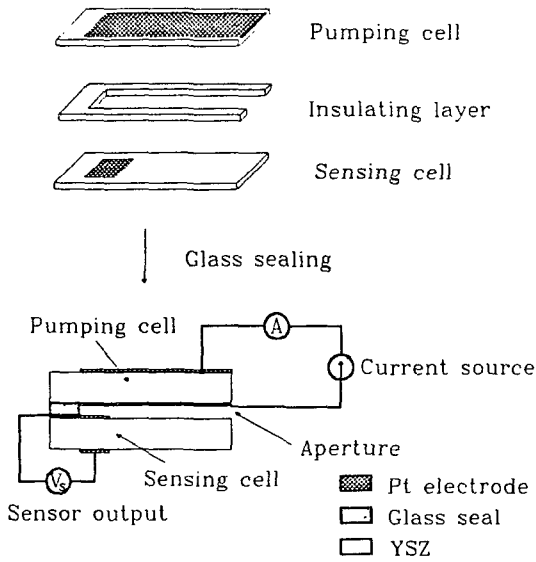 Pumping cell
Insulating layer
Sensing cell
Glass sealing
Pumping cell
A
Current source
Aperture
Sensing cell
Vs
Sensor output
Pt electrode
Glass seal
YSZ